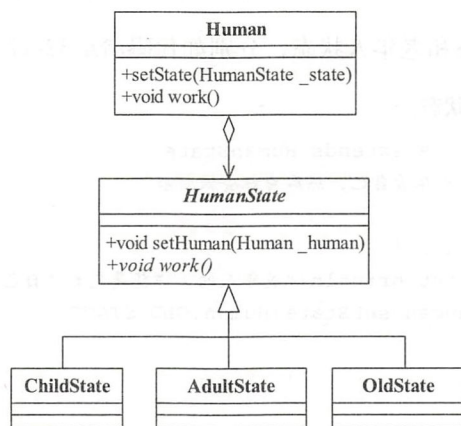 Human
+setState(HumanState _state)
+void work()
HumanState
+void setHuman(Human _human)
+void work()
ChildState
AdultState
OldState